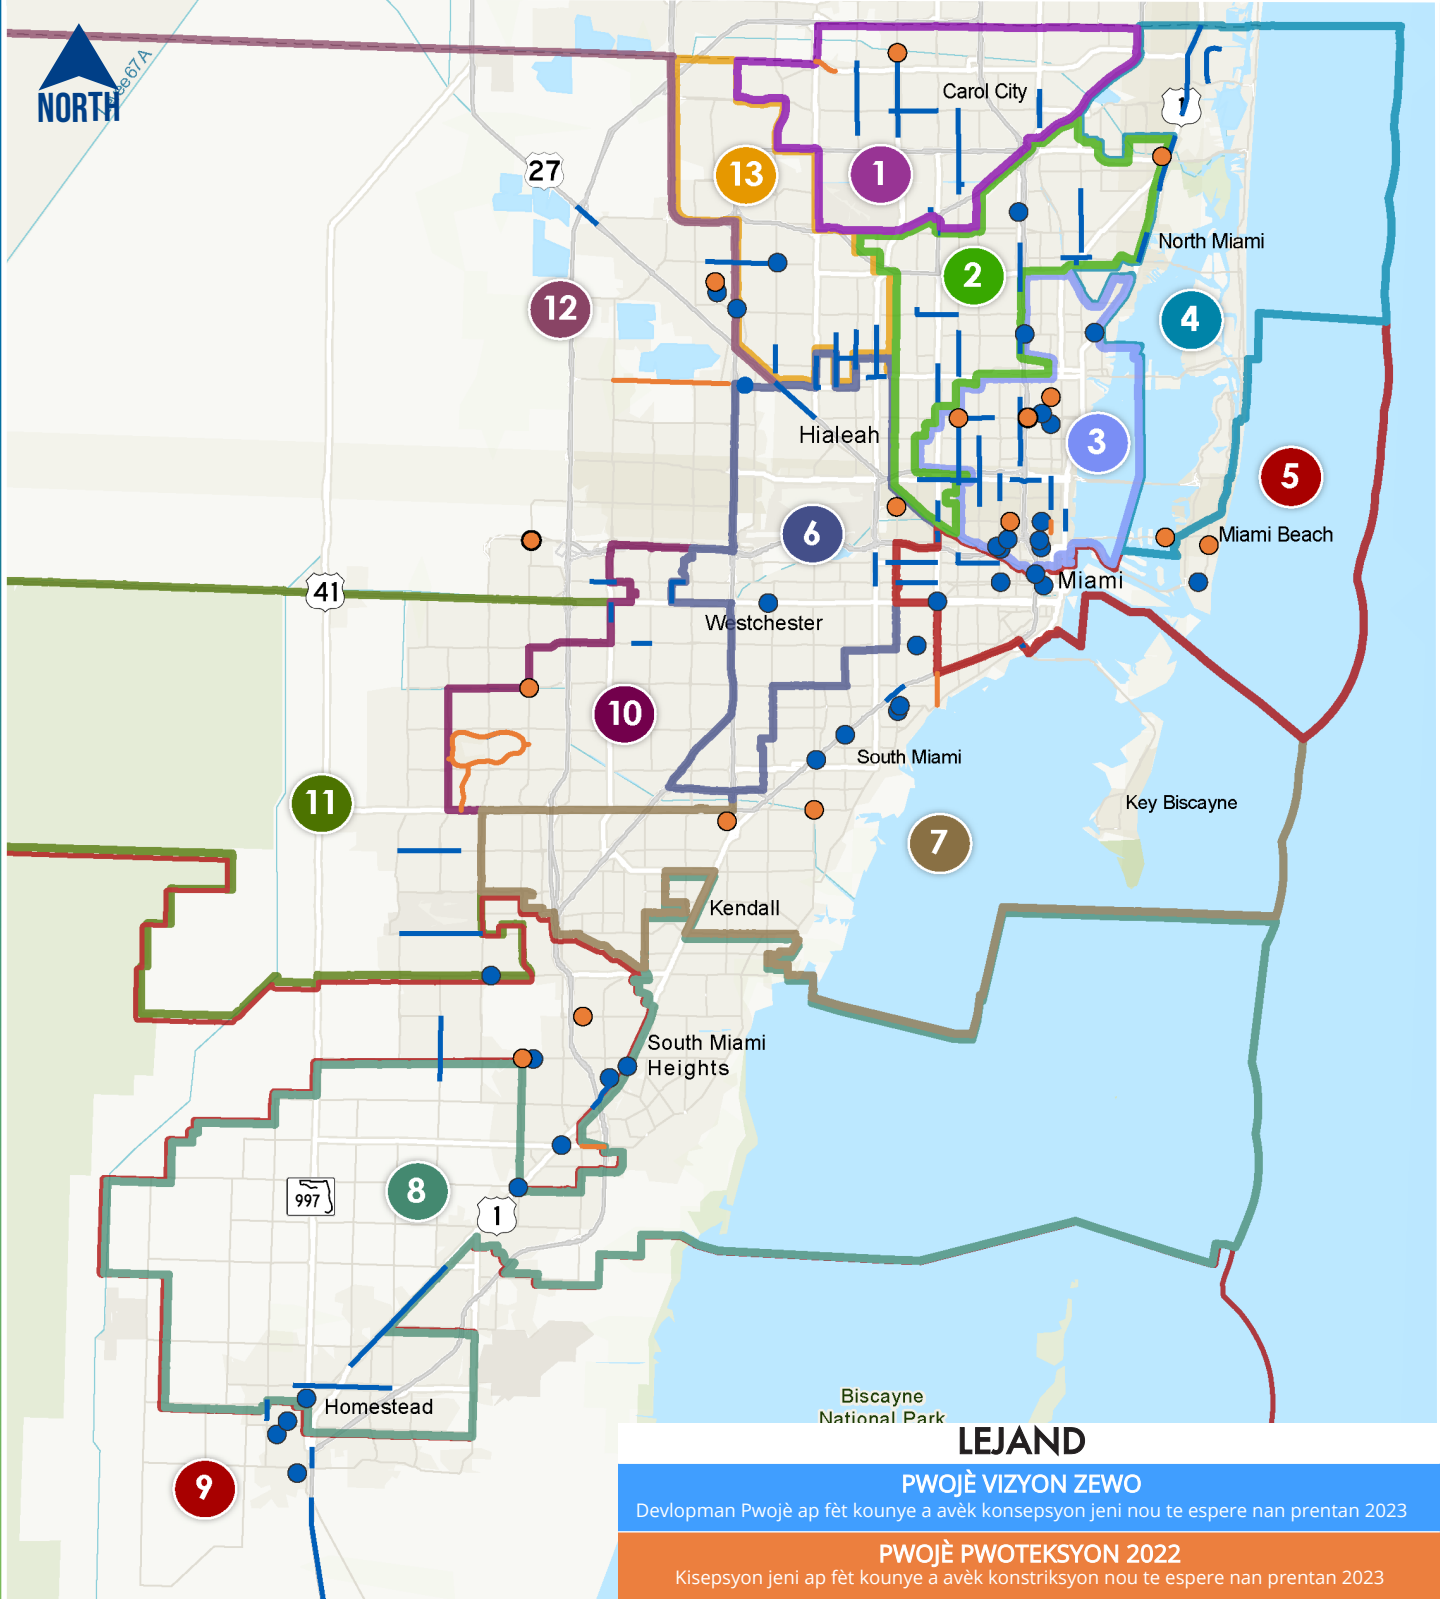 NORTH
Carol City
1
27
13
1
North Miami
2
12
4
Hialeah
3
5
6
Miami Beach
41
Miami
Westchester
10
South Miami
11
Key Biscayne
7
Kendall
South Miami
Heights
8
997
1
Biscayne
National Park
Homestead
9
LEJAND
PWOJÈ VIZYON ZEWO
Devlopman Pwojè ap fèt kounye a avèk konsepsyon jeni nou te espere nan prentan 2023
PWOJÈ PWOTEKSYON 2022
Kisepsyon jeni ap fèt kounye a avèk konstriksyon nou te espere nan prentan 2023